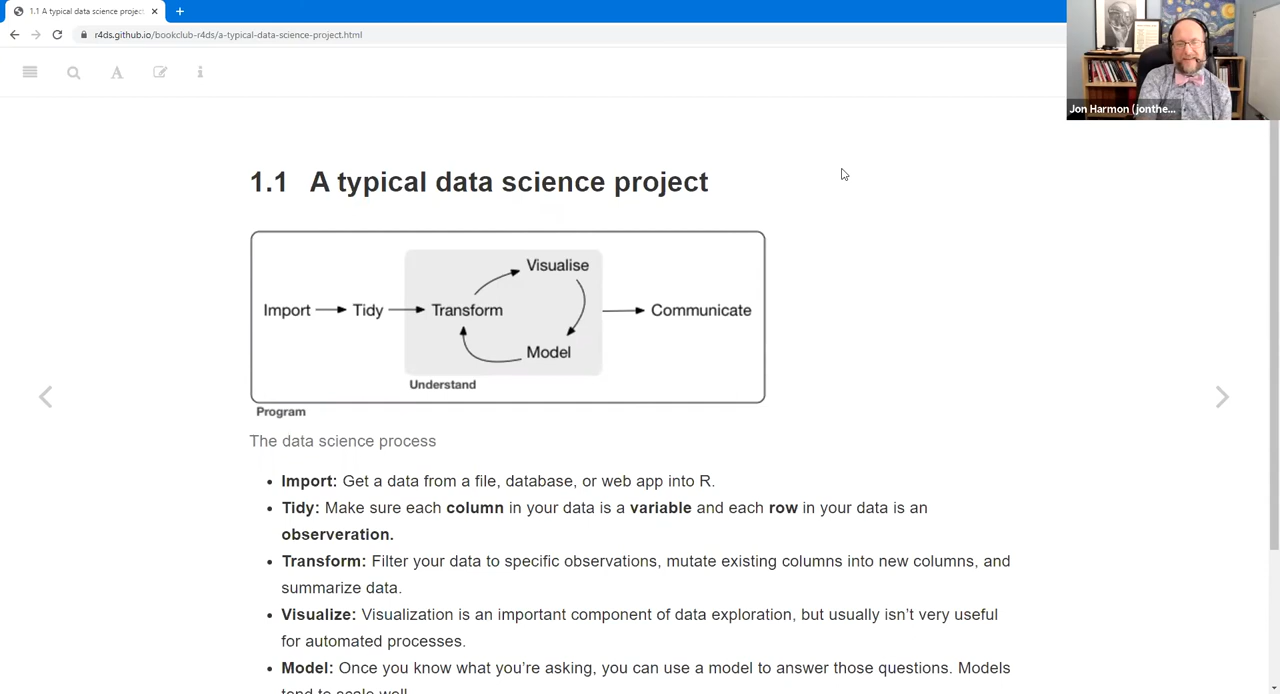 1.1 A typical data science projec
r4ds.github.io/bookclub-r4ds/a-typical-data-science-project.html
Jon Harmon (jonthe...
1.1 A typical data science project
Visualise
Import
Tidy
Transform
Communicate
Model
Understand
Program
The data science process
Import: Get a data from a file, database, or web app into R.
Tidy: Make sure each column in your data is a variable and each row in your data is an
observeration.
Transform: Filter your data to specific observations, mutate existing columns into new columns, and
summarize data.
Visualize: Visualization is an important component of data exploration, but usually isn't very useful
for automated processes.
Model: Once you know what you're asking, you can use a model to answer those questions. Models
tend to scale well.